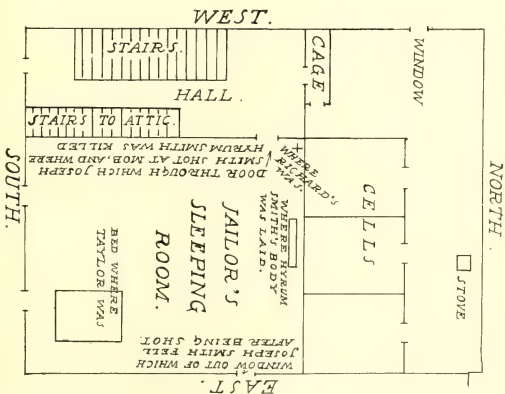 WEST.
STAIRS.
CAGE
WINDOW
HALL.
STAIRS TO ATTIC.
DOOR THROUGH WHICH JOSEPH
SMITH SHOT AT MOB, AND WHERE
HYRUM SMITH WAS KILLED
X
WHERE
RICHARD'S
WAS.
SOUTH.
NORTH.
CELLS
WHERE HYRUM
SMITH'S BODY
WAS LAID.
JAILOR'S
SLEEPING
ROOM.
BED WHERE
TAYLOR WAS
STOVE
WINDOW OUT OF WHICH
JOSEPH SMITH FELL
AFTER BEING SHOT.
EAST.